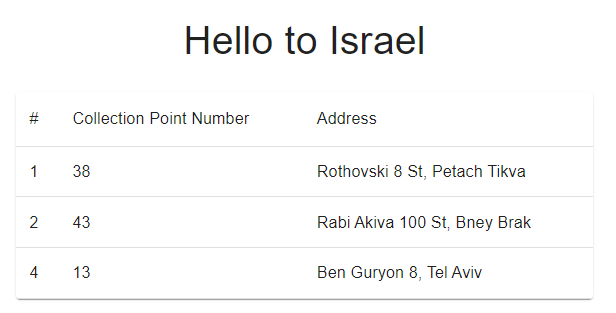 Hello to Israel
# Collection Point Number Address
1 38 Rothovski 8 St, Petach Tikva
2 43 Rabi Akiva 100 St, Bney Brak
4 13 Ben Guryon 8, Tel Aviv